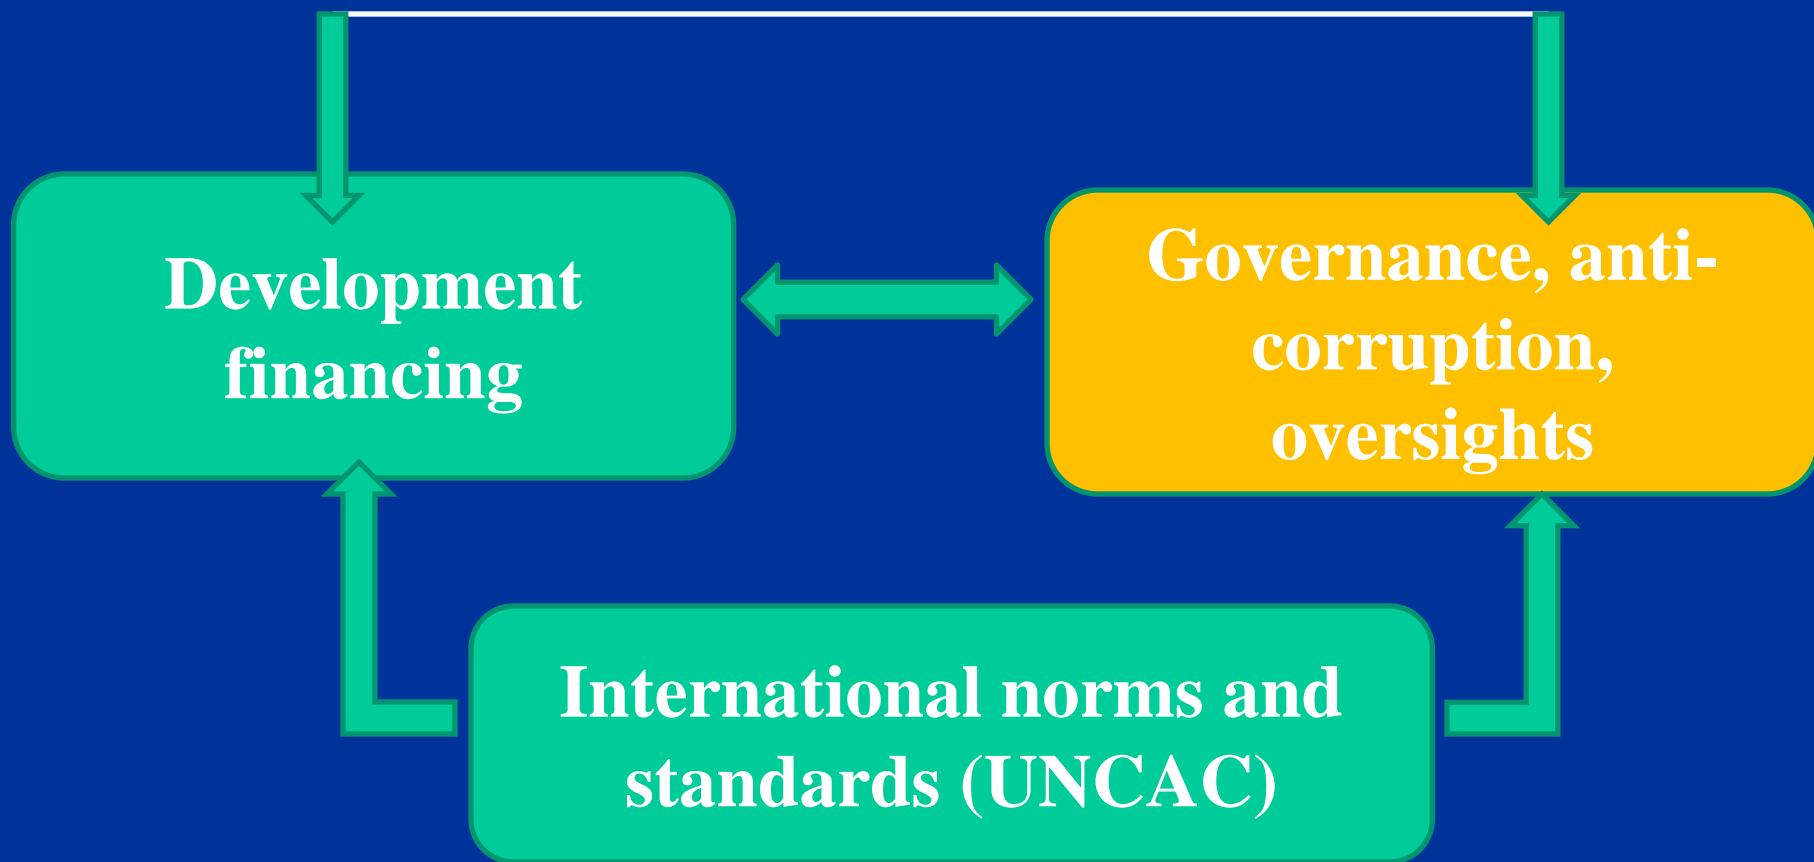 Development
financing
Governance, anti-
corruption,
oversights
International norms and
standards (UNCAC)